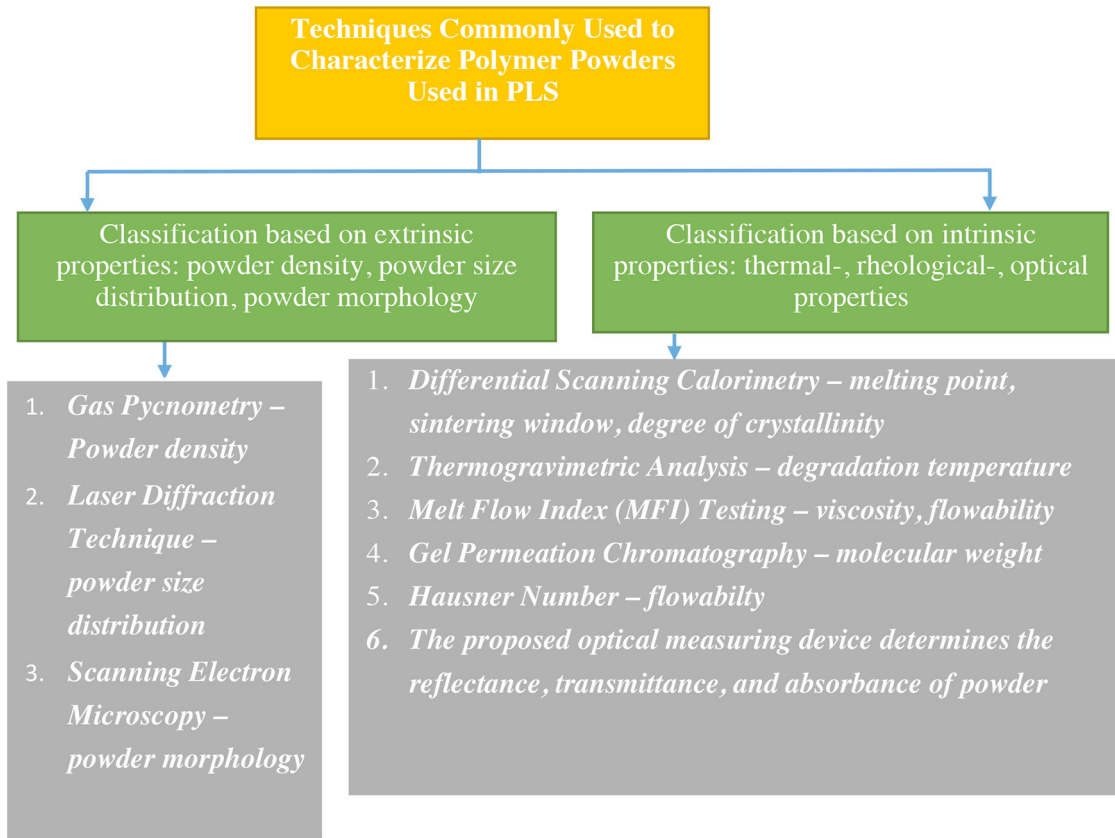 Techniques Commonly Used to
Characterize Polymer Powders
Used in PLS
Classification based on extrinsic
properties: powder density, powder size
distribution, powder morphology
Classification based on intrinsic
properties: thermal-, rheological-, optical
properties
1. Gas Pycnometry –
Powder density
2. Laser Diffraction
Technique –
powder size
distribution
3. Scanning Electron
Microscopy –
powder morphology
1. Differential Scanning Calorimetry – melting point,
sintering window, degree of crystallinity
2. Thermogravimetric Analysis – degradation temperature
3. Melt Flow Index (MFI) Testing – viscosity, flowability
4. Gel Permeation Chromatography – molecular weight
5. Hausner Number – flowabilty
6. The proposed optical measuring device determines the
reflectance, transmittance, and absorbance of powder